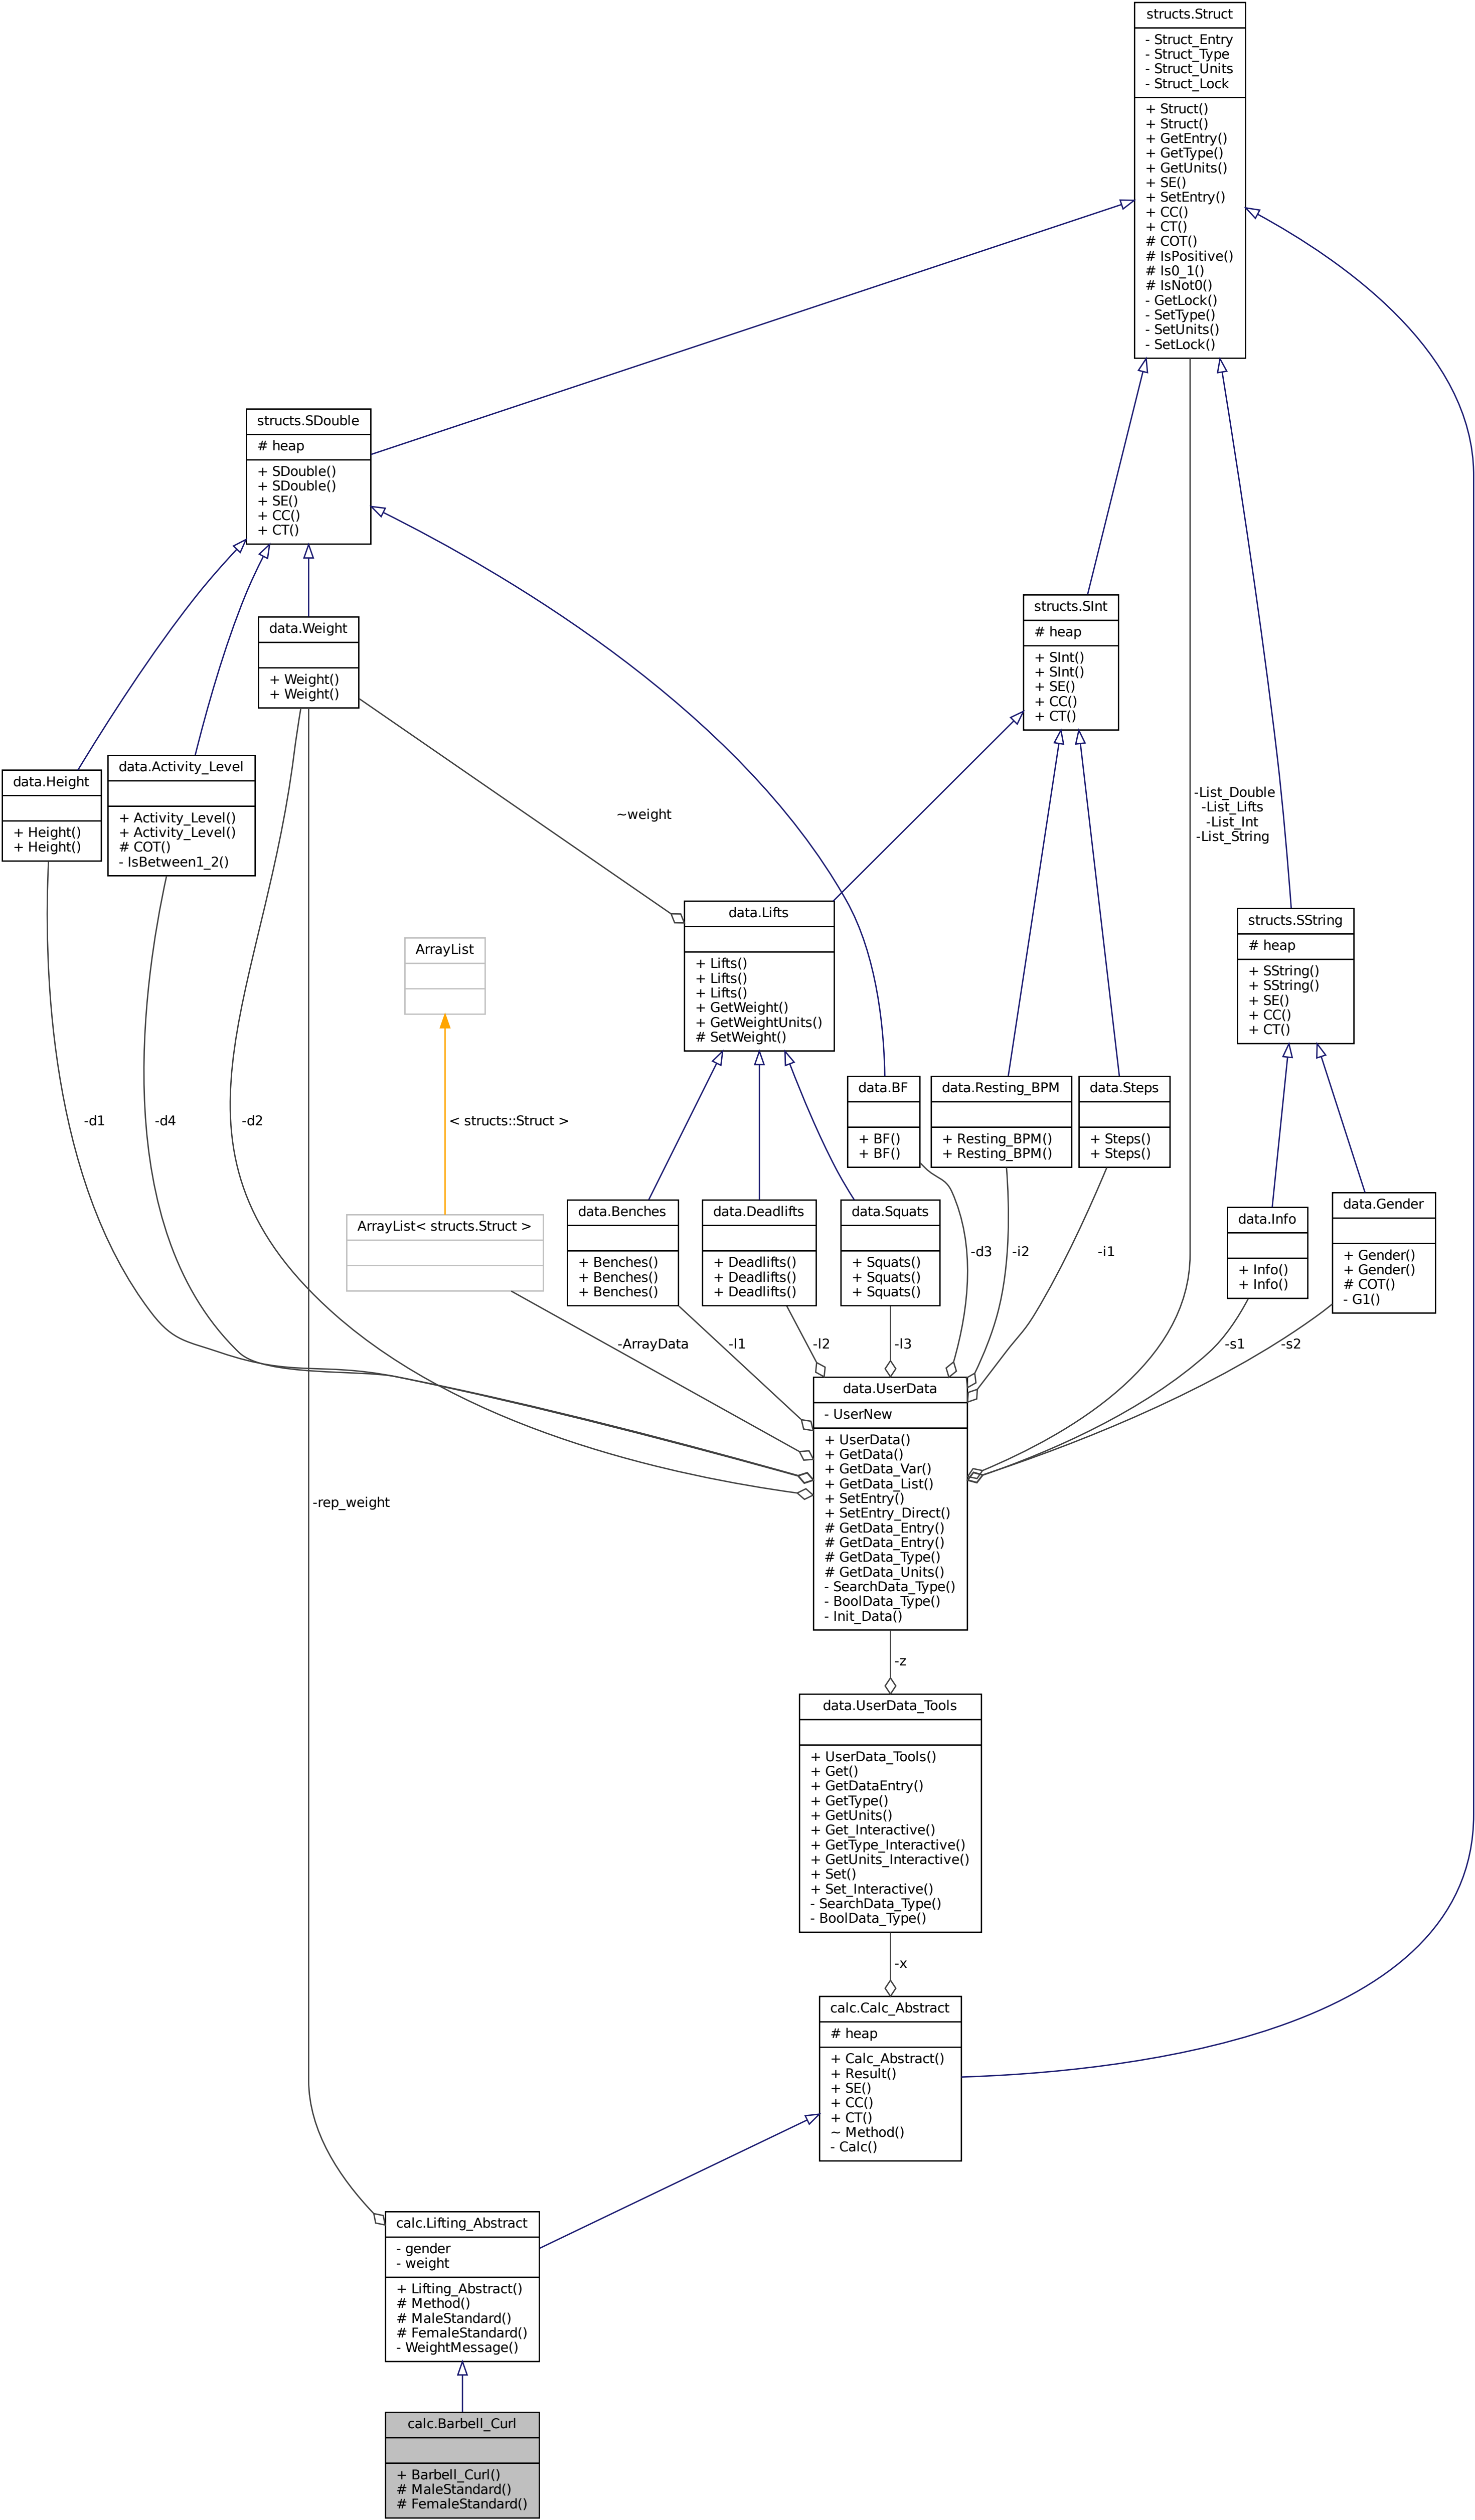 structs.Struct
- Struct_Entry
- Struct_Type
- Struct_Units
- Struct_Lock
+ Struct()
+ Struct()
+ GetEntry()
+ GetType()
+ GetUnits()
+ SE()
+ SetEntry()
+ CC()
+ CT()
# COT()
# IsPositive()
# Is0_1()
# IsNot0()
- GetLock()
- SetType()
- SetUnits()
- SetLock()
structs.SDouble
# heap
+ SDouble()
+ SDouble()
+ SE()
+ CC()
+ CT()
structs.SInt
# heap
+ SInt()
+ SInt()
+ SE()
+ CC()
+ CT()
data.Weight
+ Weight()
+ Weight()
data.Height
+ Height()
+ Height()
data.Activity_Level
+ Activity_Level()
+ Activity_Level()
# COT()
- IsBetween1_2()
~weight
-List_Double
-List_Lifts
-List_Int
-List_String
data.Lifts
+ Lifts()
+ Lifts()
+ Lifts()
+ GetWeight()
+ GetWeightUnits()
# SetWeight()
structs.SString
# heap
+ SString()
+ SString()
+ SE()
+ CC()
+ CT()
ArrayList
-d1
-d4
-d2
< structs::Struct >
data.BF
+ BF()
+ BF()
data.Resting_BPM
+ Resting_BPM()
+ Resting_BPM()
data.Steps
+ Steps()
+ Steps()
ArrayList< structs.Struct >
data.Benches
+ Benches()
+ Benches()
+ Benches()
data.Deadlifts
+ Deadlifts()
+ Deadlifts()
+ Deadlifts()
data.Squats
+ Squats()
+ Squats()
+ Squats()
-d3
-i2
-i1
data.Info
+ Info()
+ Info()
data.Gender
+ Gender()
+ Gender()
# COT()
- G1()
-ArrayData
-l1
-l2
-l3
-s1
-s2
data.UserData
- UserNew
+ UserData()
+ GetData()
+ GetData_Var()
+ GetData_List()
+ SetEntry()
+ SetEntry_Direct()
# GetData_Entry()
# GetData_Entry()
# GetData_Type()
# GetData_Units()
- SearchData_Type()
- BoolData_Type()
- Init_Data()
-rep_weight
-z
data.UserData_Tools
+ UserData_Tools()
+ Get()
+ GetDataEntry()
+ GetType()
+ GetUnits()
+ Get_Interactive()
+ GetType_Interactive()
+ GetUnits_Interactive()
+ Set()
+ Set_Interactive()
- SearchData_Type()
- BoolData_Type()
-x
calc.Calc_Abstract
# heap
+ Calc_Abstract()
+ Result()
+ SE()
+ CC()
+ CT()
~ Method()
- Calc()
calc.Lifting_Abstract
- gender
- weight
+ Lifting_Abstract()
# Method()
# MaleStandard()
# FemaleStandard()
- WeightMessage()
calc.Barbell_Curl
+ Barbell_Curl()
# MaleStandard()
# FemaleStandard()